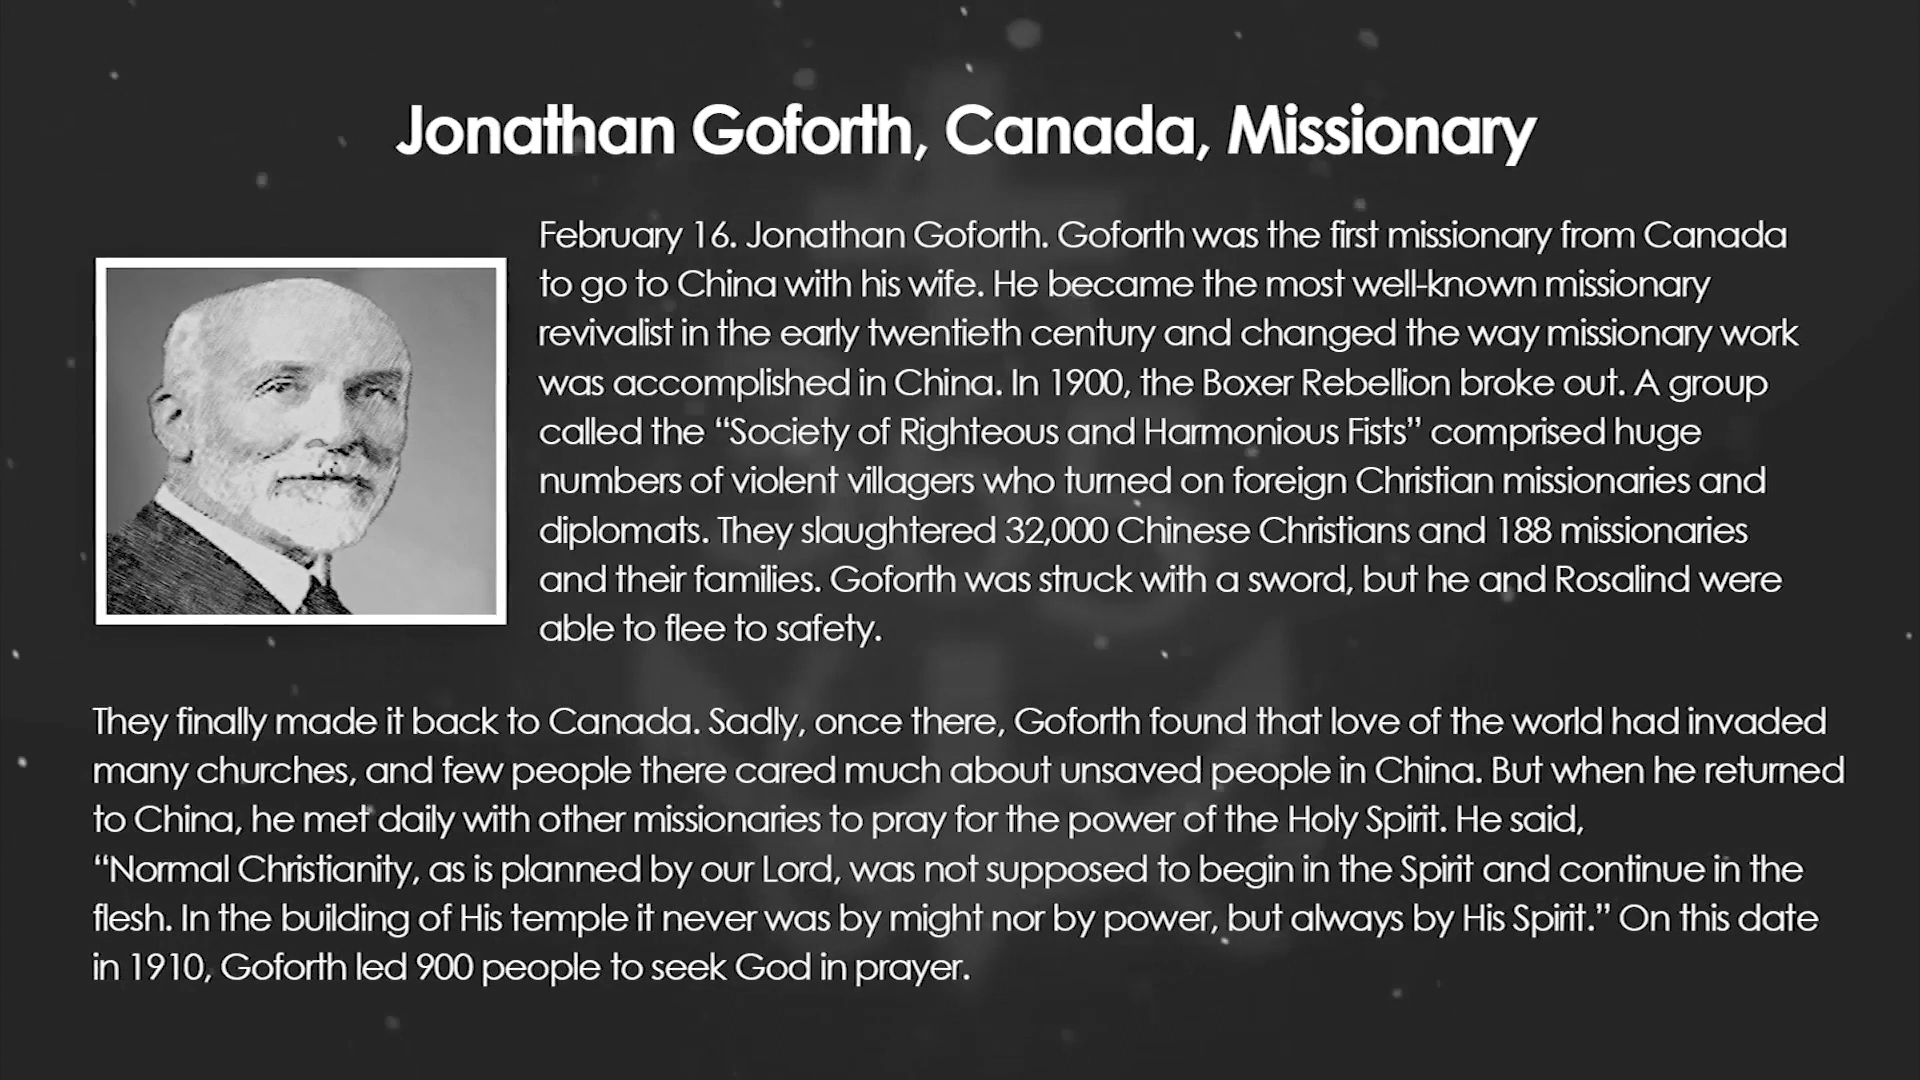 Jonathan Goforth, Canada, Missionary
February 16. Jonathan Goforth. Goforth was the first missionary from Canada
to go to China with his wife. He became the most well-known missionary
revivalist in the early twentieth century and changed the way missionary work
was accomplished in China. In 1900, the Boxer Rebellion broke out. A group
called the “Society of Righteous and Harmonious Fists” comprised huge
numbers of violent villagers who turned on foreign Christian missionaries and
diplomats. They slaughtered 32,000 Chinese Christians and 188 missionaries
and their families. Goforth was struck with a sword, but he and Rosalind were
able to flee to safety.
They finally made it back to Canada. Sadly, once there, Goforth found that love of the world had invaded
many churches, and few people there cared much about unsaved people in China. But when he returned
to China, he met daily with other missionaries to pray for the power of the Holy Spirit. He said,
“Normal Christianity, as is planned by our Lord, was not supposed to begin in the Spirit and continue in the
flesh. In the building of His temple it never was by might nor by power, but always by His Spirit.” On this date
in 1910, Goforth led 900 people to seek God in prayer.